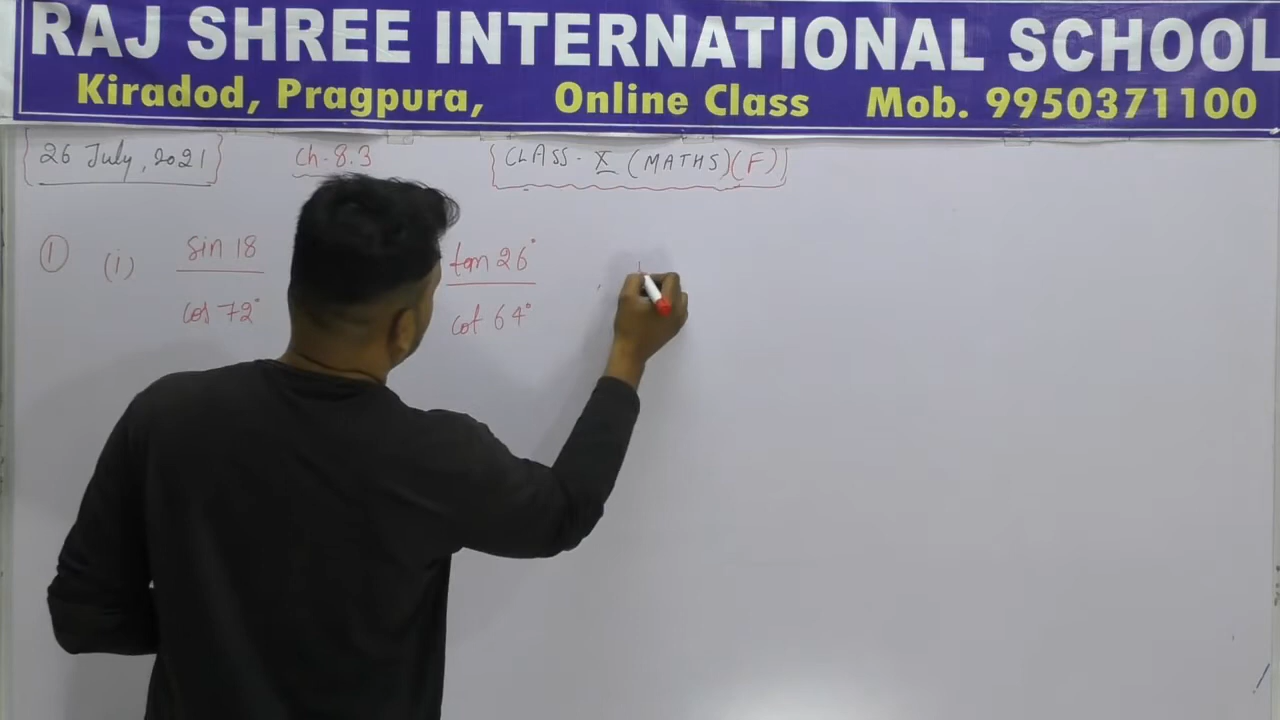 RAJ SHREE INTERNATIONAL SCHOOL
Kiradod, Pragpura, Online Class Mob. 9950371100
26 July, 2021 Ch-8.3 CLASS - X (MATHS) (F)
① (i) sin 18 / cos 72° tan 26° / cot 64°